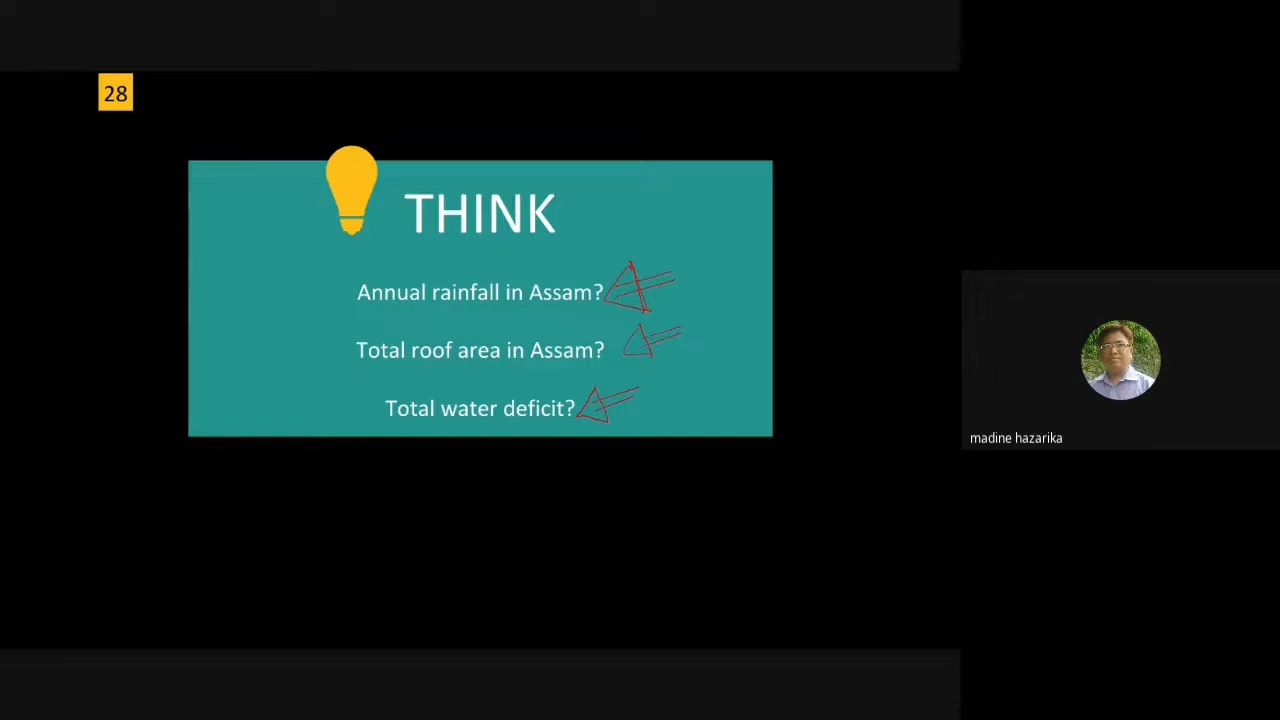 28
THINK
Annual rainfall in Assam?
Total roof area in Assam?
Total water deficit?
madine hazarika